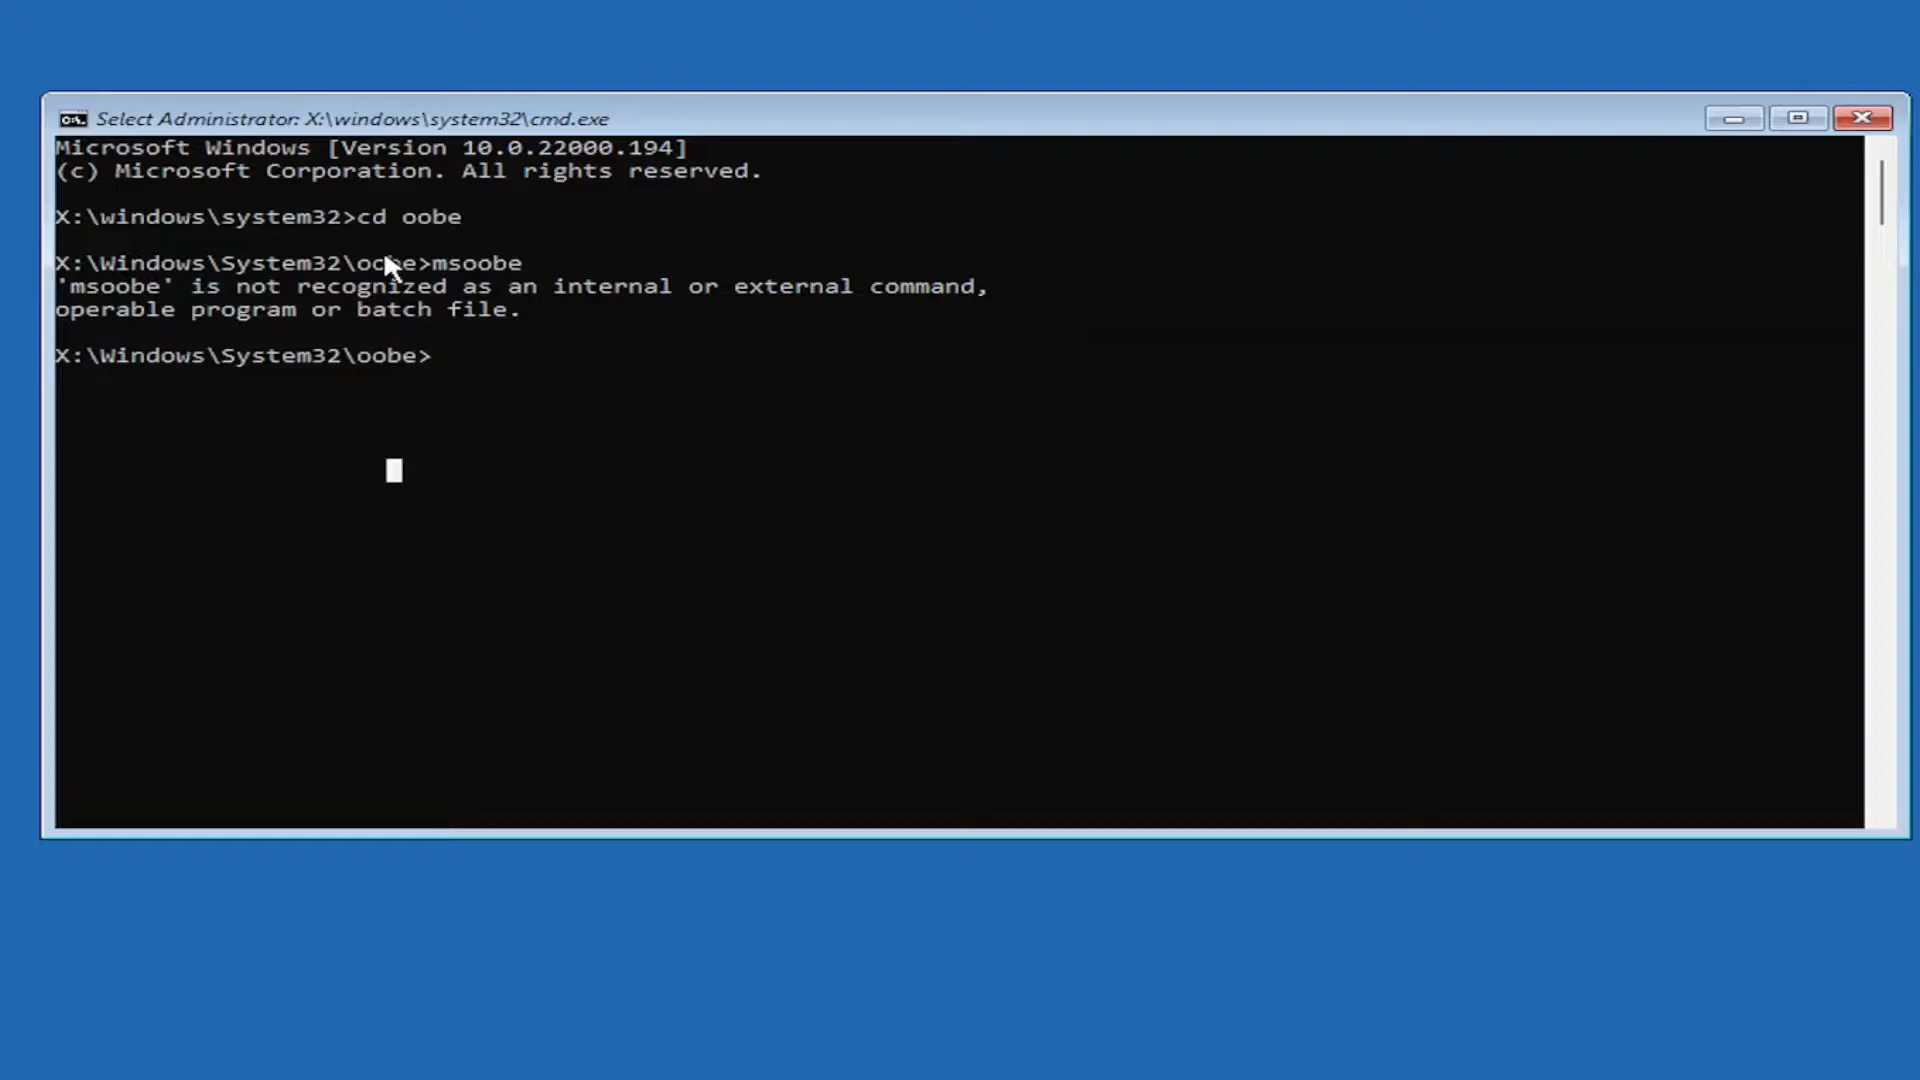 Select Administrator: X:\windows\system32\cmd.exe
Microsoft Windows [Version 10.0.22000.194]
(c) Microsoft Corporation. All rights reserved.
X:\windows\system32>cd oobe
X:\Windows\System32\oobe>msoobe
'msoobe' is not recognized as an internal or external command,
operable program or batch file.
X:\Windows\System32\oobe>